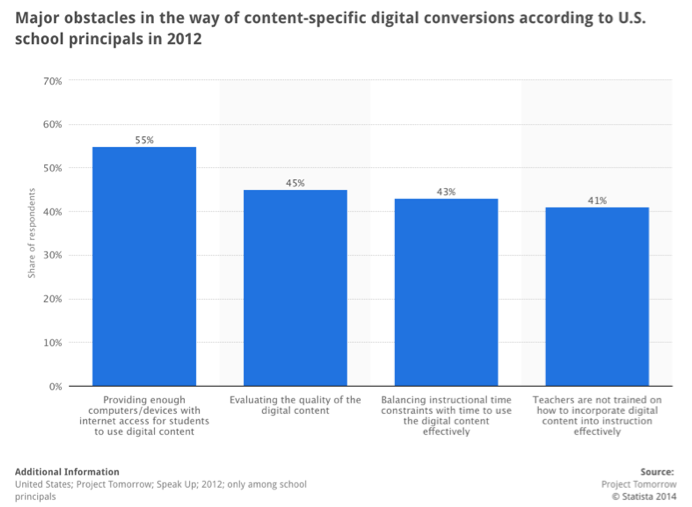 Major obstacles in the way of content-specific digital conversions according to U.S.
school principals in 2012
70%
60%
50%
40%
30%
20%
10%
0%
Share of respondents
55%
45%
43%
41%
Providing enough
computers/devices with
internet access for students
to use digital content
Evaluating the quality of the
digital content
Balancing instructional time
constraints with time to use
the digital content
effectively
Teachers are not trained on
how to incorporate digital
content into instruction
effectively
Additional Information
United States; Project Tomorrow; Speak Up; 2012; only among school
principals
Source:
Project Tomorrow
© Statista 2014